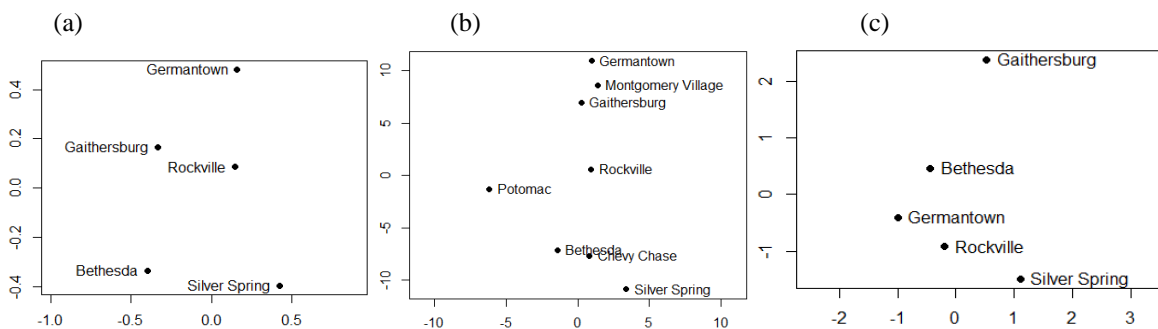 (a)
Germantown
Gaithersburg
Rockville
Bethesda
Silver Spring
0.4
0.2
0.0
-0.2
-0.4
-1.0
-0.5
0.0
0.5
(b)
Germantown
Montgomery Village
Gaithersburg
Rockville
Potomac
Bethesda
Chevy Chase
Silver Spring
10
5
0
-5
-10
-10
-5
0
5
10
(c)
Gaithersburg
Bethesda
Germantown
Rockville
Silver Spring
2
1
0
-1
-2
-1
0
1
2
3